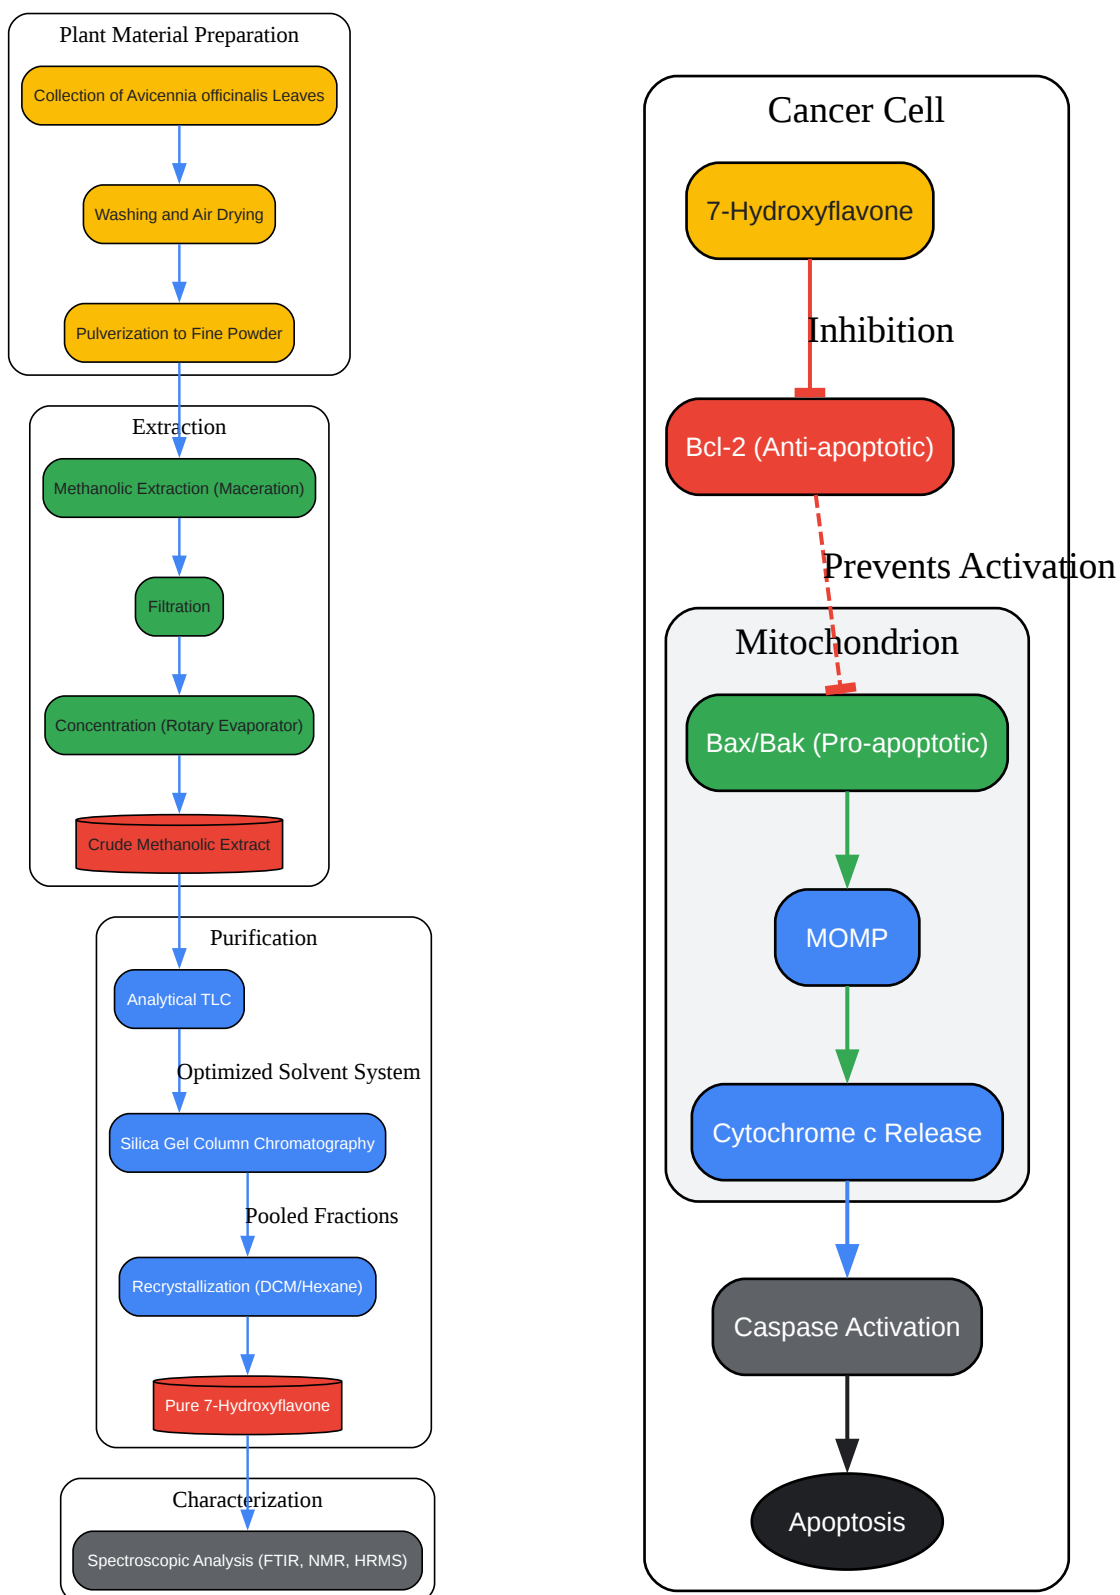 Plant Material Preparation
Collection of Avicennia officinalis Leaves
Washing and Air Drying
Pulverization to Fine Powder
Extraction
Methanolic Extraction (Maceration)
Filtration
Concentration (Rotary Evaporator)
Crude Methanolic Extract
Purification
Analytical TLC
Optimized Solvent System
Silica Gel Column Chromatography
Pooled Fractions
Recrystallization (DCM/Hexane)
Pure 7-Hydroxyflavone
Characterization
Spectroscopic Analysis (FTIR, NMR, HRMS)
Cancer Cell
7-Hydroxyflavone
Inhibition
Bcl-2 (Anti-apoptotic)
Prevents Activation
Mitochondrion
Bax/Bak (Pro-apoptotic)
MOMP
Cytochrome c Release
Caspase Activation
Apoptosis